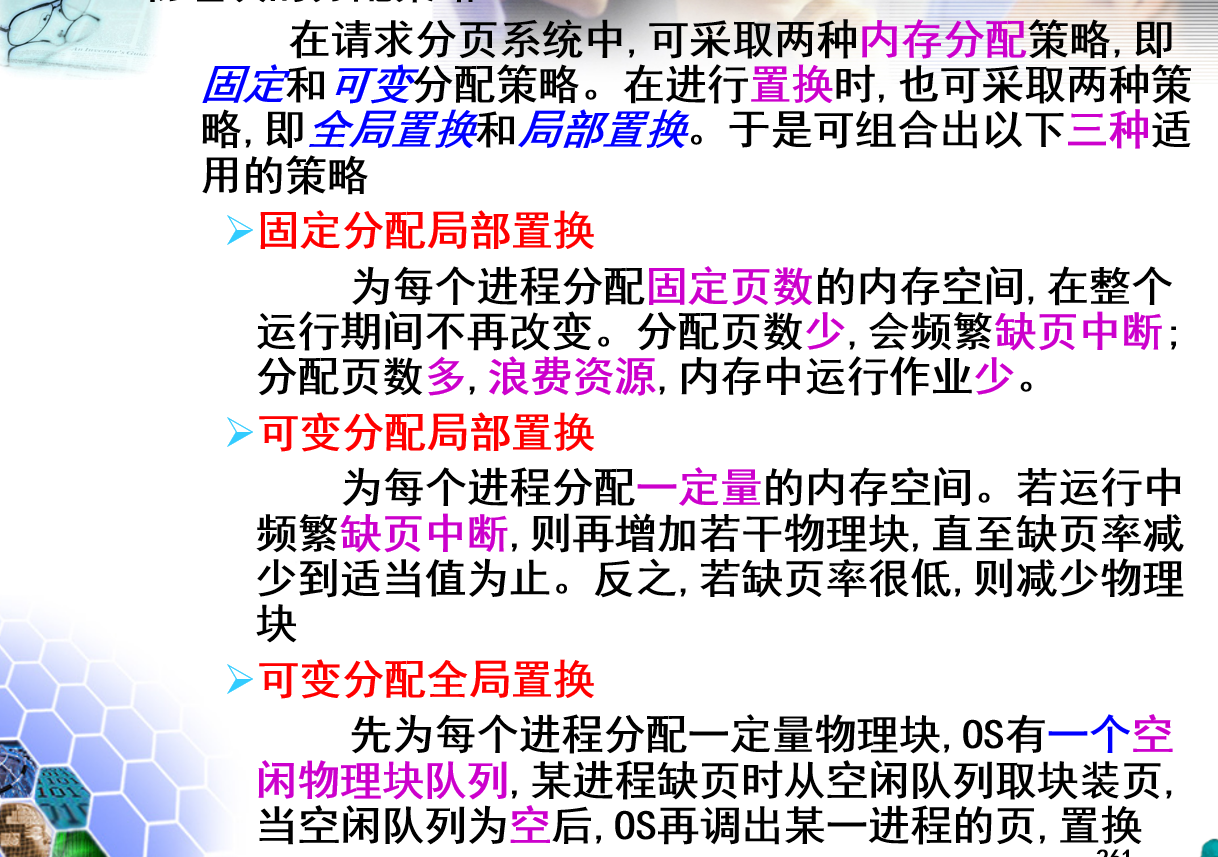 在请求分页系统中,可采取两种内存分配策略,即
固定和可变分配策略。在进行置换时,也可采取两种策
略,即全局置换和局部置换。于是可组合出以下三种适
用的策略
➢固定分配局部置换
为每个进程分配固定页数的内存空间,在整个
运行期间不再改变。分配页数少,会频繁缺页中断;
分配页数多,浪费资源,内存中运行作业少。
➢可变分配局部置换
为每个进程分配一定量的内存空间。若运行中
频繁缺页中断,则再增加若干物理块,直至缺页率减
少到适当值为止。反之,若缺页率很低,则减少物理
块
➢可变分配全局置换
先为每个进程分配一定量物理块,OS有一个空
闲物理块队列,某进程缺页时从空闲队列取块装页,
当空闲队列为空后,OS再调出某一进程的页,置换